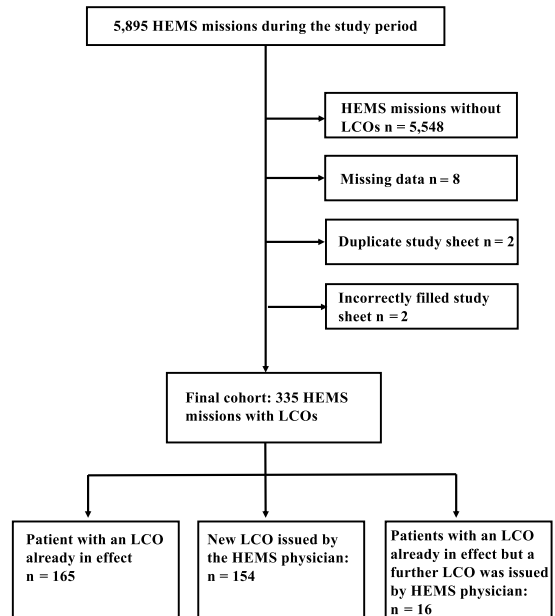 5,895 HEMS missions during the study period
HEMS missions without
LCOs n = 5,548
Missing data n = 8
Duplicate study sheet n = 2
Incorrectly filled study
sheet n = 2
Final cohort: 335 HEMS
missions with LCOs
Patient with an LCO
already in effect
n = 165
New LCO issued by
the HEMS physician:
n = 154
Patients with an LCO
already in effect but a
further LCO was issued
by HEMS physician:
n = 16